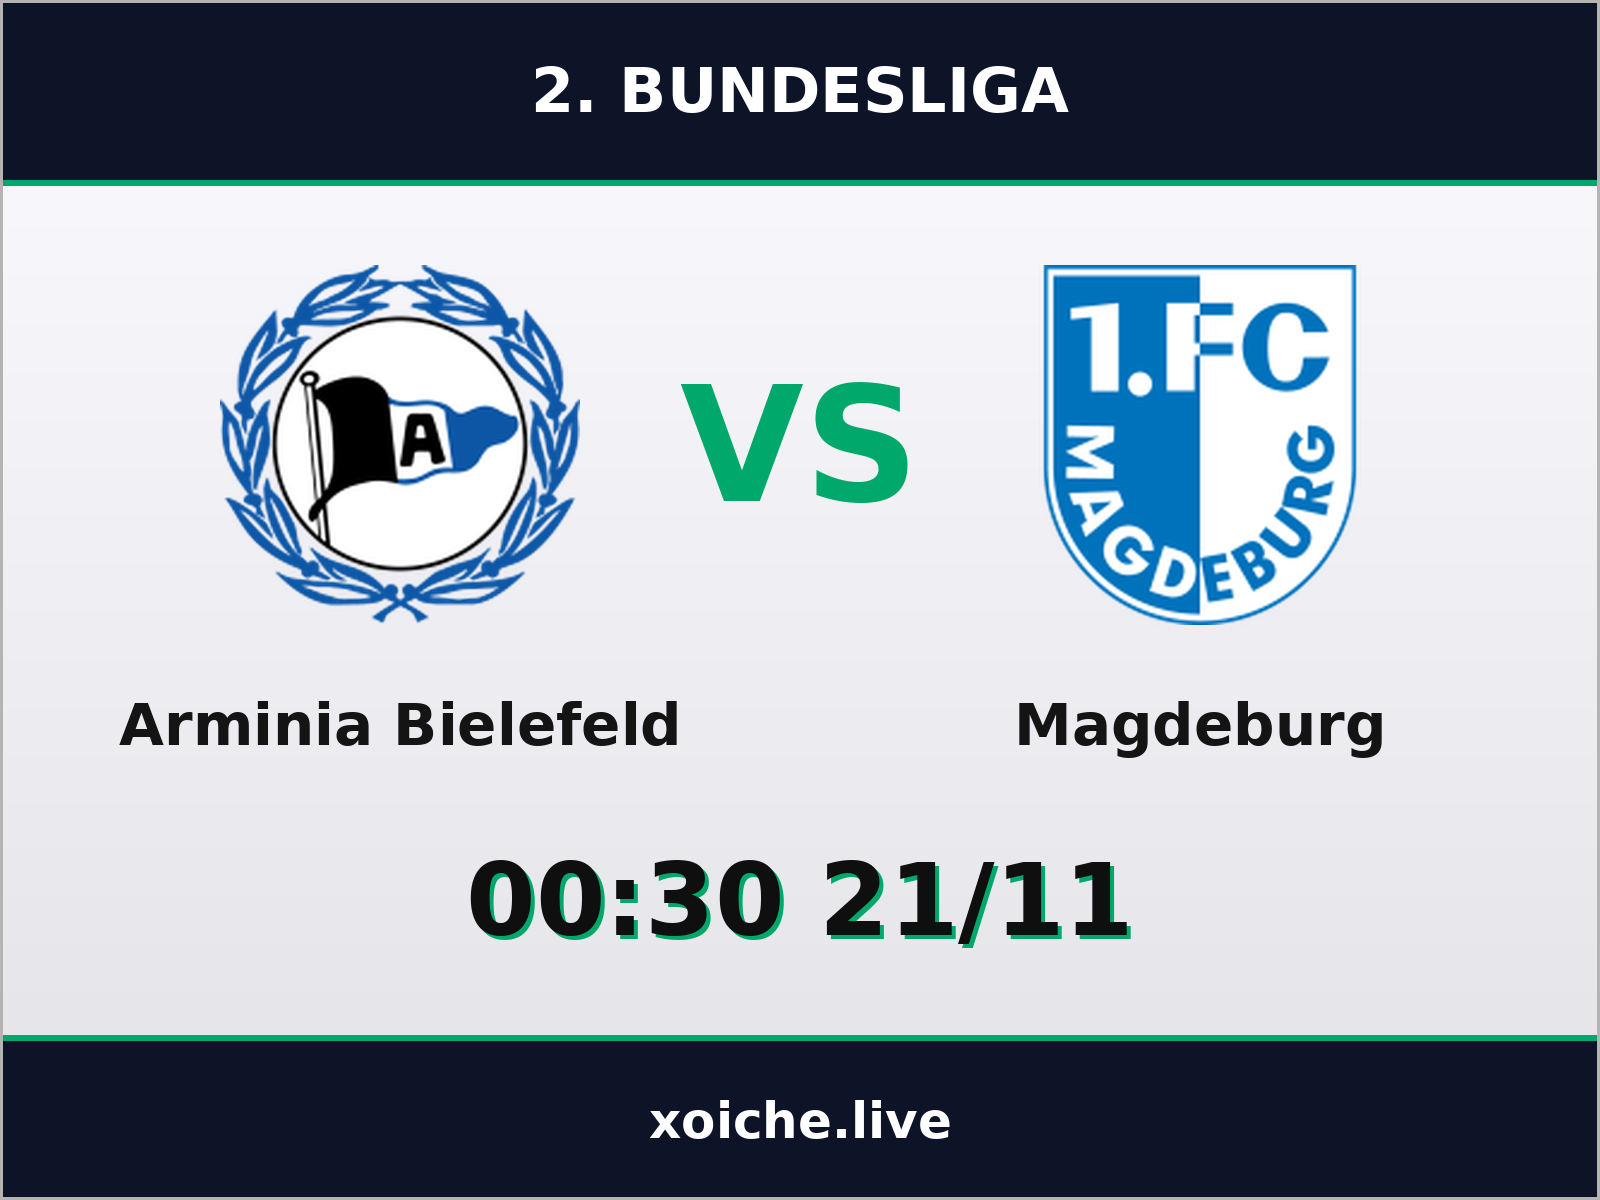 2. BUNDESLIGA
A
VS
1.FC
MAGDEBURG
Arminia Bielefeld
Magdeburg
00:30 21/11
xoiche.live